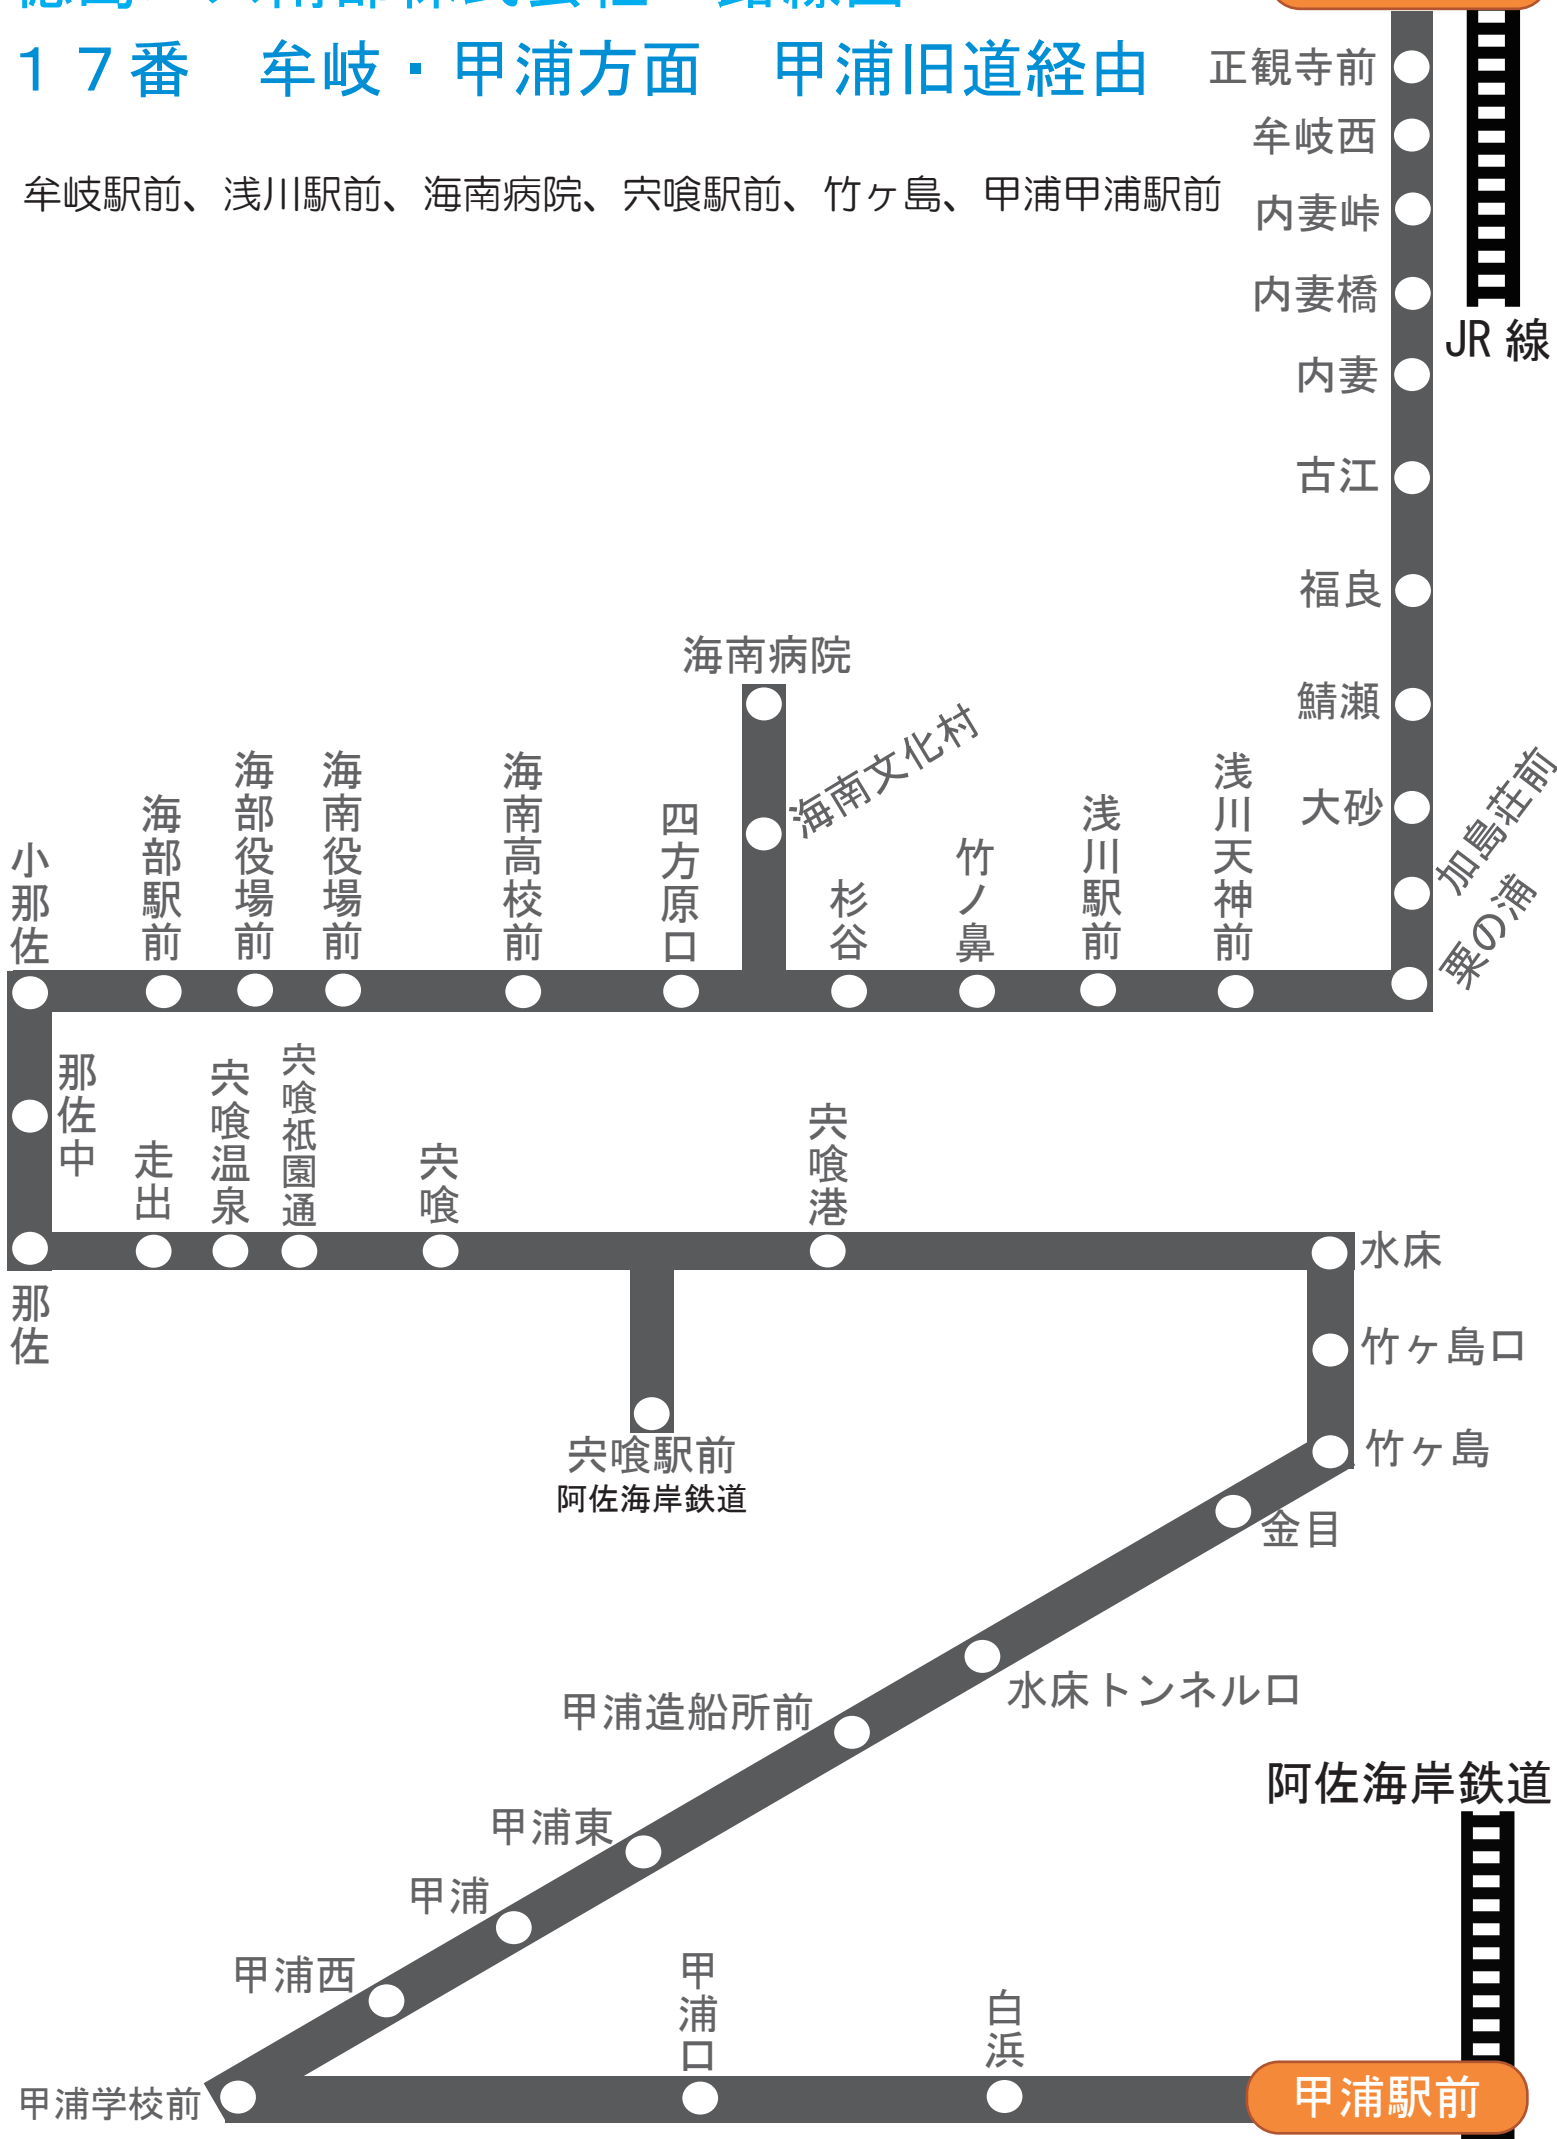 １７番　牟岐・甲浦方面　甲浦旧道経由
牟岐駅前、浅川駅前、海南病院、宍喰駅前、竹ヶ島、甲浦甲浦駅前
正観寺前
牟岐西
内妻峠
内妻橋
JR 線
内妻
古江
福良
鯖瀬
大砂
加島荘前
粟の浦
浅川天神前
浅川駅前
竹ノ鼻
杉谷
海南病院
海南文化村
四方原口
海南高校前
海南役場前
海部役場前
海部駅前
小那佐
那佐中
那佐
走出
宍喰温泉
宍喰祇園通
宍喰
宍喰駅前
阿佐海岸鉄道
宍喰港
水床
竹ヶ島口
竹ヶ島
金目
水床トンネル口
甲浦造船所前
甲浦東
甲浦
甲浦西
甲浦学校前
甲浦口
白浜
阿佐海岸鉄道
甲浦駅前